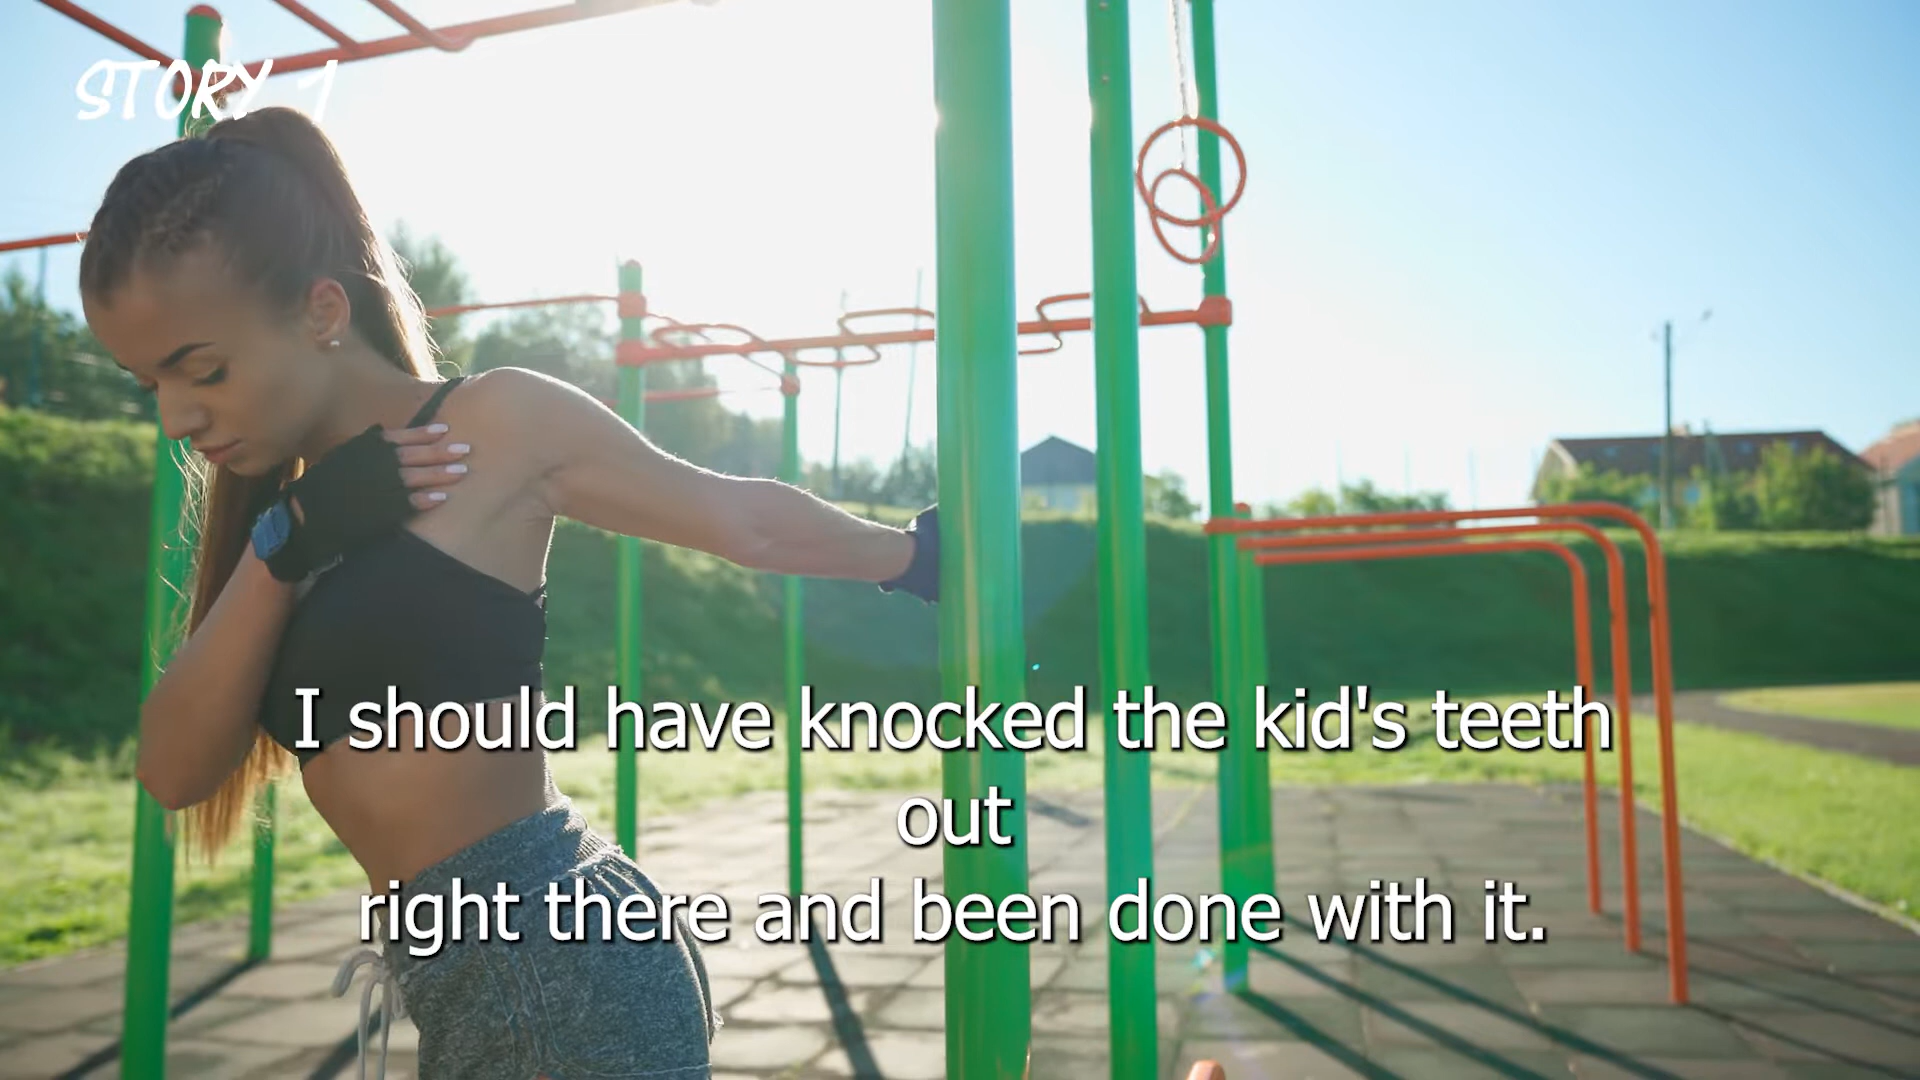 STORY 1
I should have knocked the kid's teeth
out
right there and been done with it.